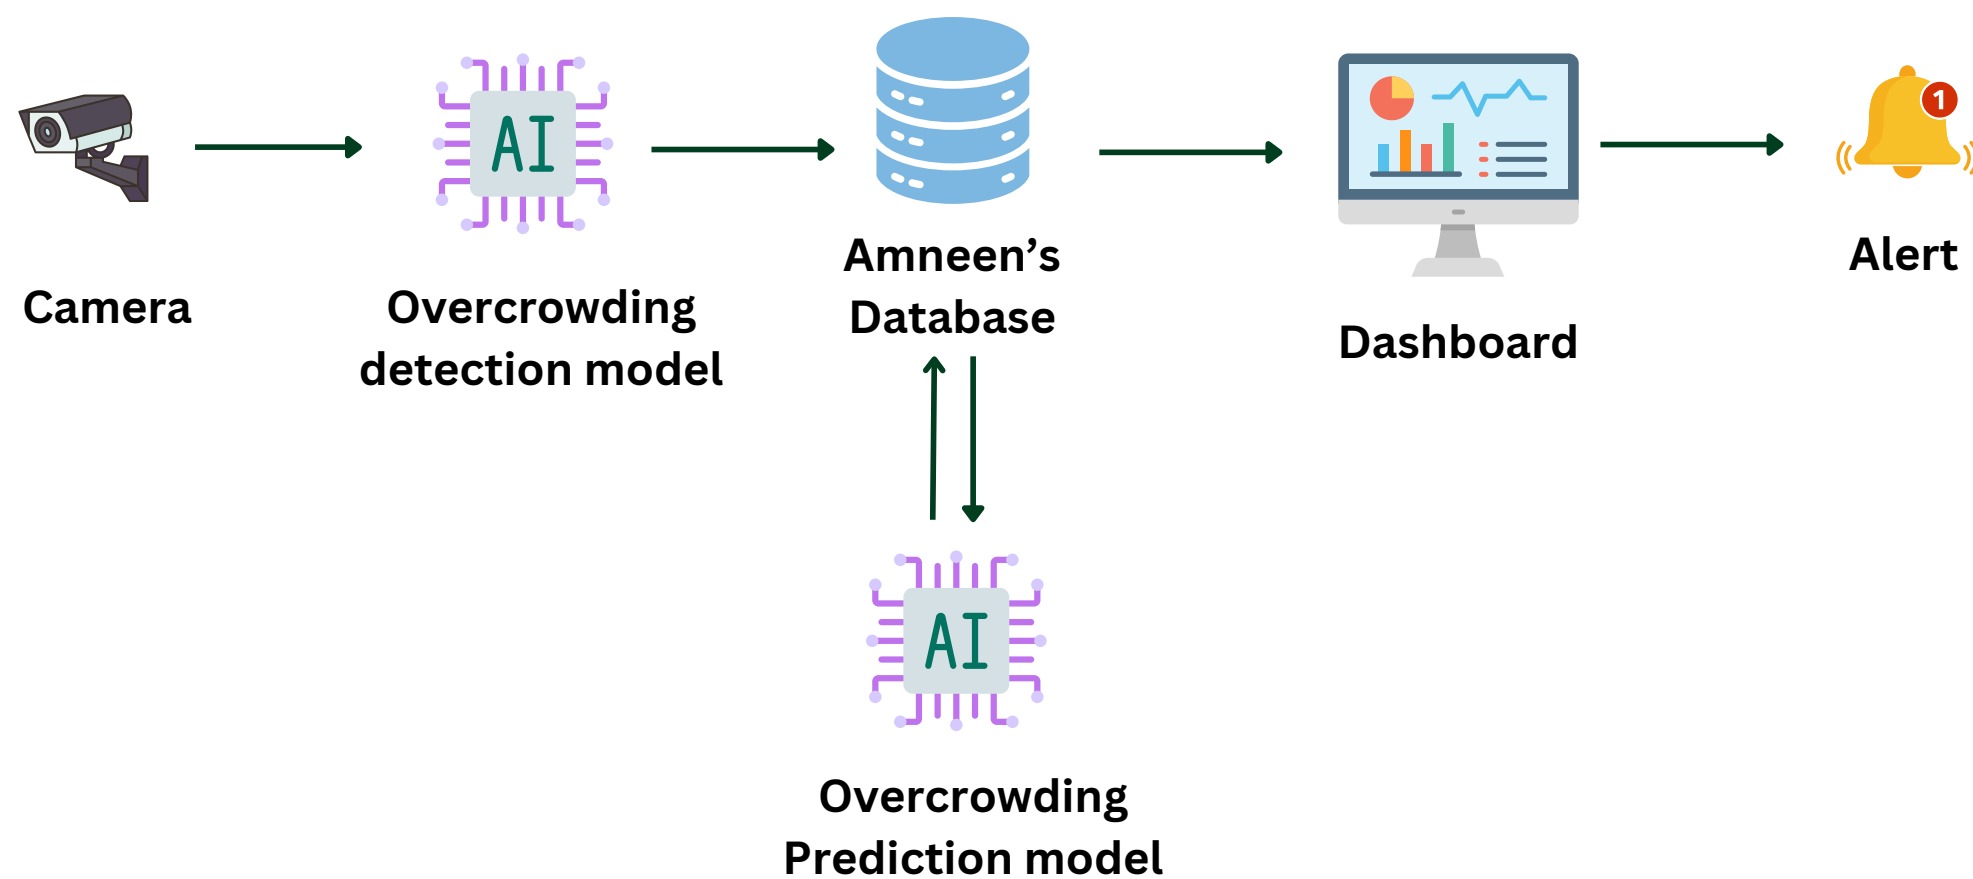 AI
1
Camera
Overcrowding
detection model
Amneen’s
Database
Dashboard
Alert
AI
Overcrowding
Prediction model